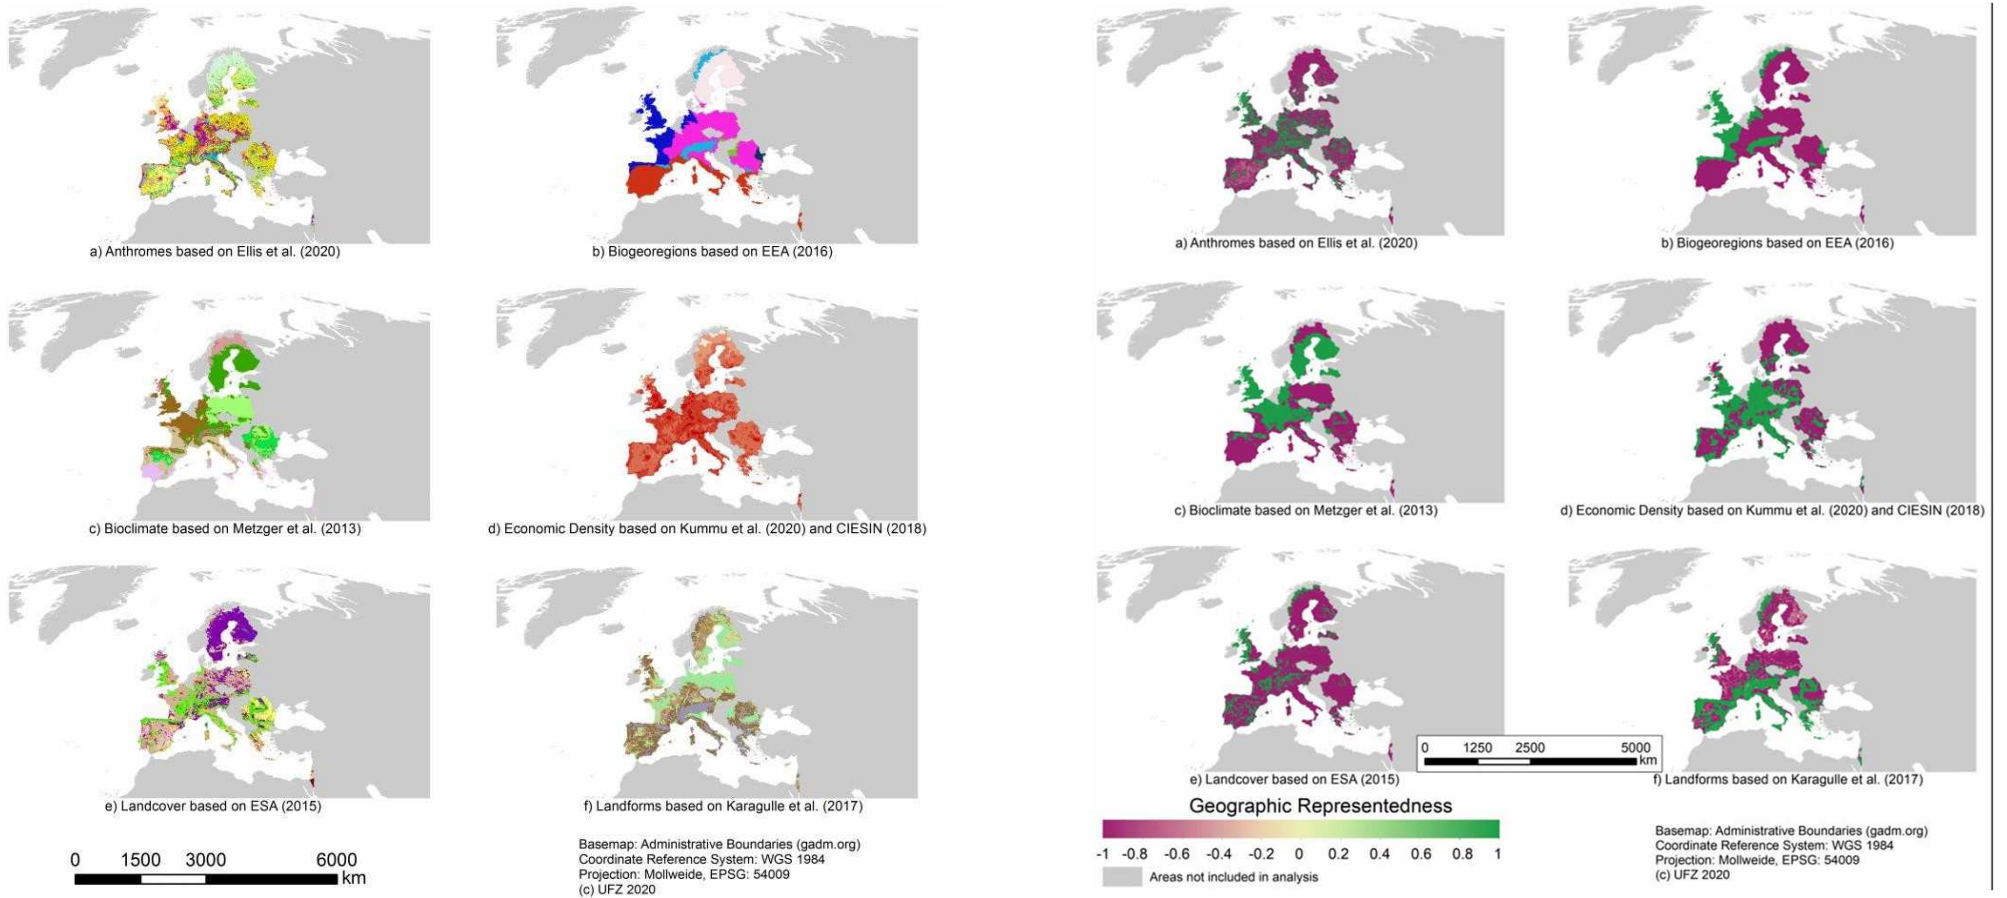 a) Anthromes based on Ellis et al. (2020)
b) Biogeoregions based on EEA (2016)
c) Bioclimate based on Metzger et al. (2013)
d) Economic Density based on Kummu et al. (2020) and CIESIN (2018)
e) Landcover based on ESA (2015)
f) Landforms based on Karagulle et al. (2017)
0 1500 3000 6000
km
Basemap: Administrative Boundaries (gadm.org)
Coordinate Reference System: WGS 1984
Projection: Mollweide, EPSG: 54009
(c) UFZ 2020
a) Anthromes based on Ellis et al. (2020)
b) Biogeoregions based on EEA (2016)
c) Bioclimate based on Metzger et al. (2013)
d) Economic Density based on Kummu et al. (2020) and CIESIN (2018)
0 1250 2500 5000
km
e) Landcover based on ESA (2015)
f) Landforms based on Karagulle et al. (2017)
Geographic Representedness
-1 -0.8 -0.6 -0.4 -0.2 0 0.2 0.4 0.6 0.8 1
Areas not included in analysis
Basemap: Administrative Boundaries (gadm.org)
Coordinate Reference System: WGS 1984
Projection: Mollweide, EPSG: 54009
(c) UFZ 2020